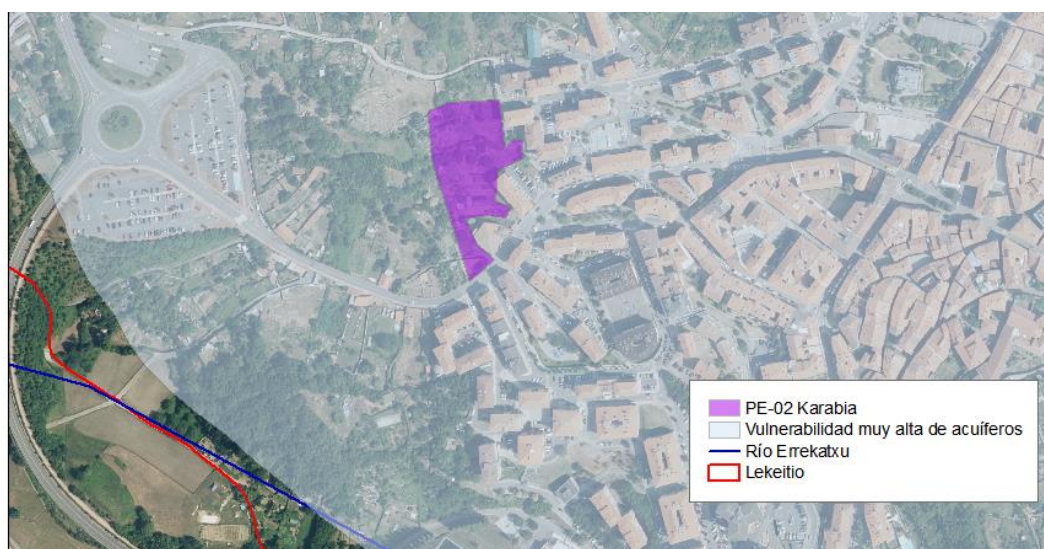 PE-02 Karabia
Vulnerabilidad muy alta de acuíferos
Río Errekatxu
Lekeitio